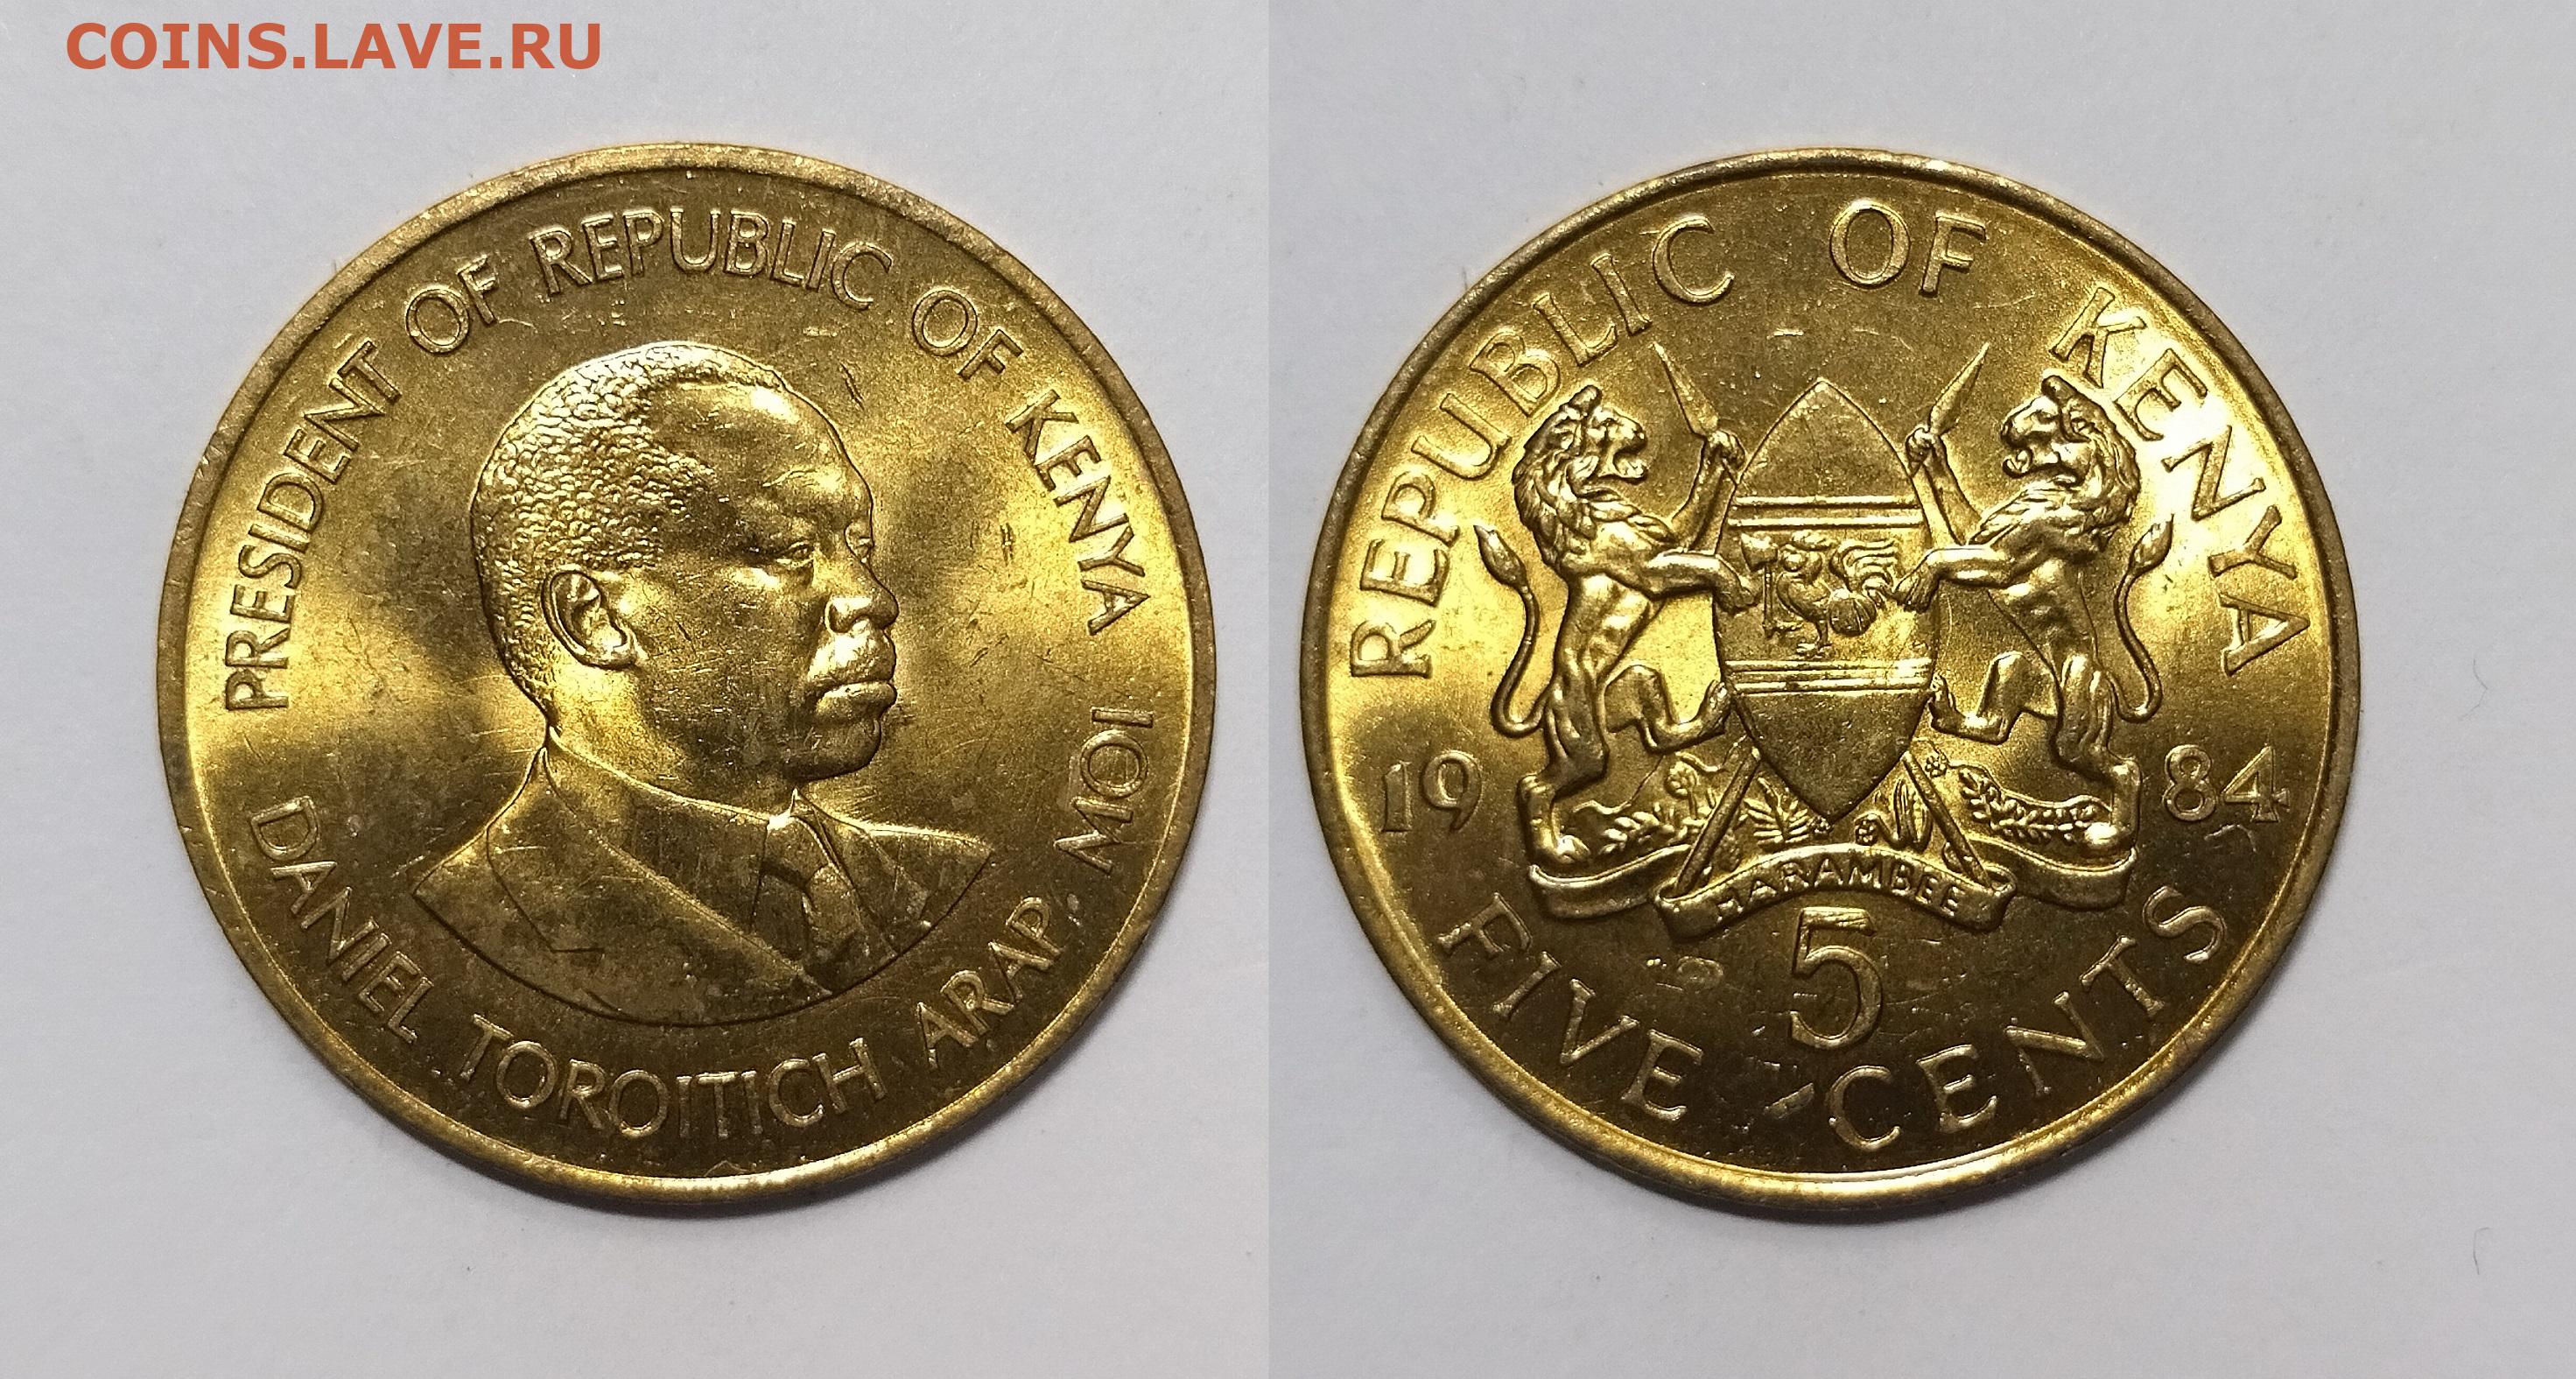 COINS.LAVE.RU
PRESIDENT OF REPUBLIC OF KENYA
DANIEL TOROITICH ARAP. MOI
REPUBLIC OF KENYA
19 84
HARAMBEE
5
FIVE CENTS